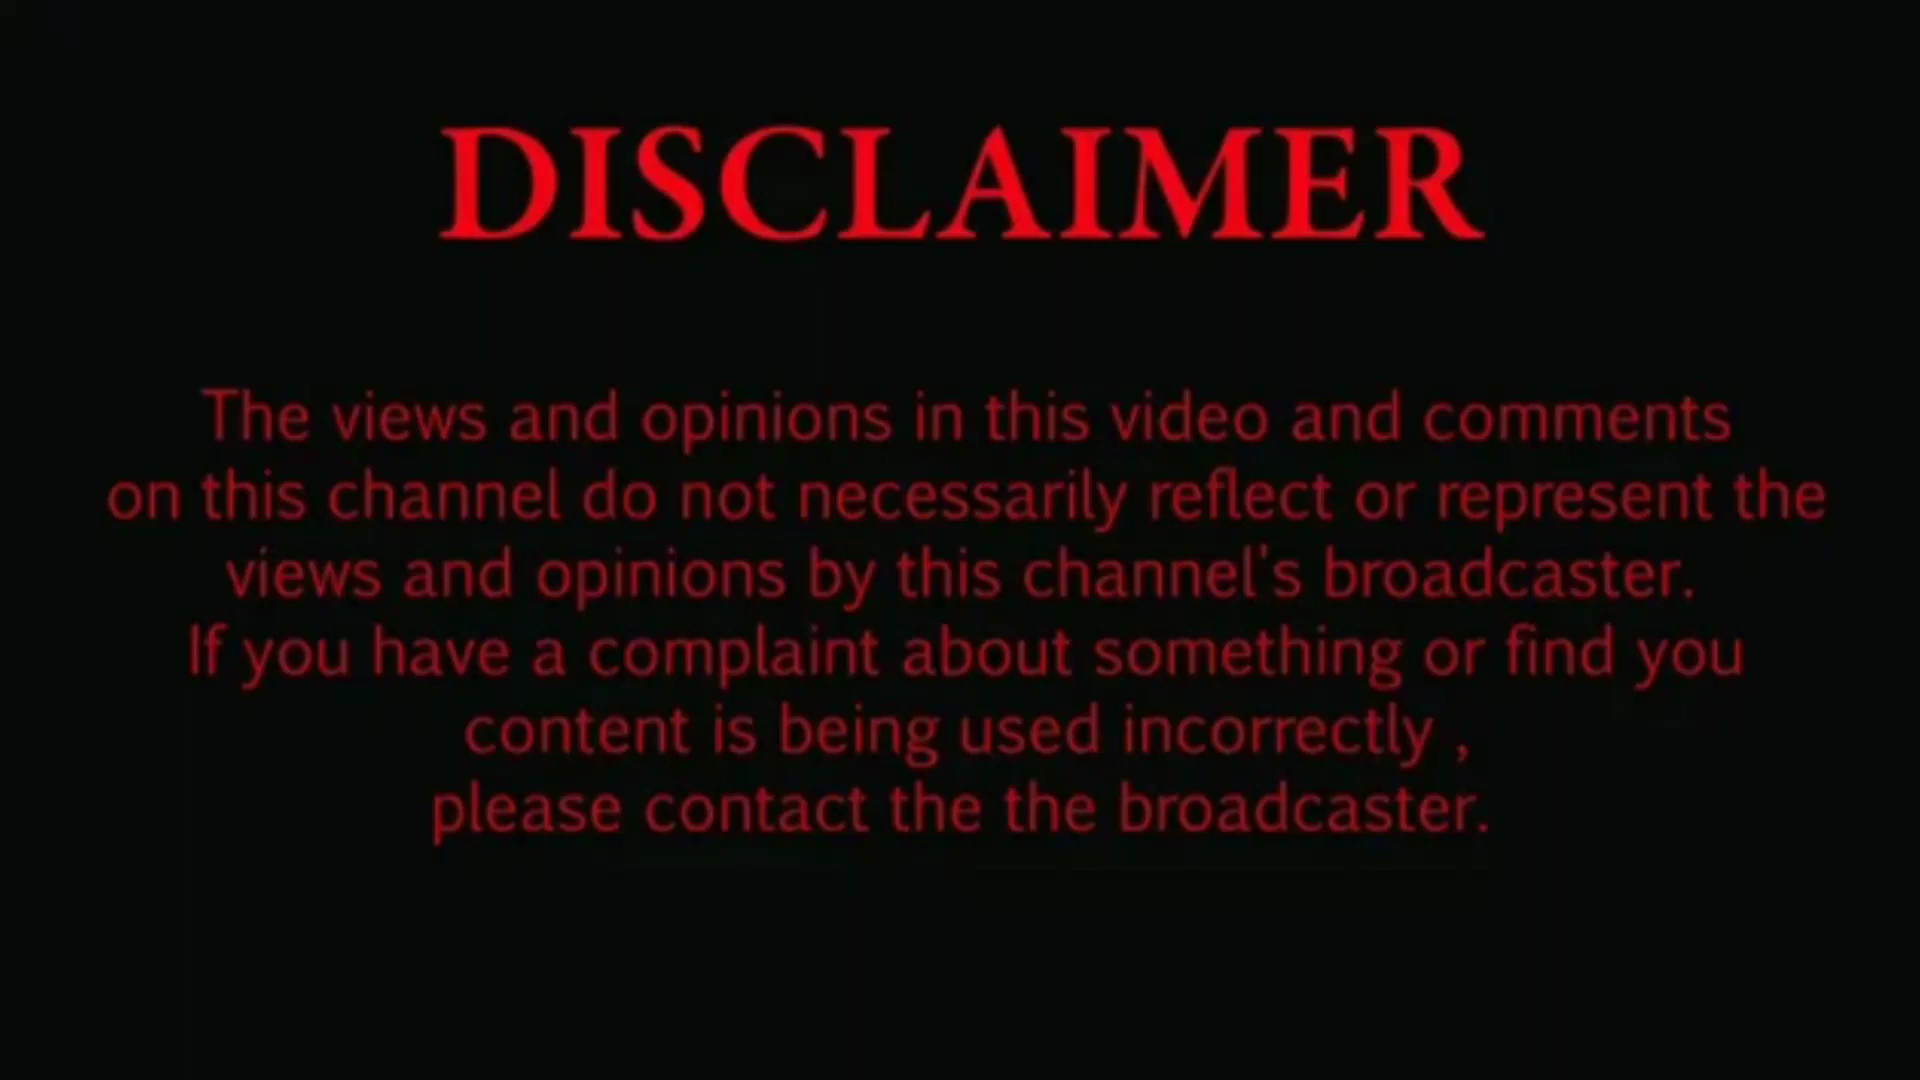 DISCLAIMER
The views and opinions in this video and comments
on this channel do not necessarily reflect or represent the
views and opinions by this channel's broadcaster.
If you have a complaint about something or find you
content is being used incorrectly ,
please contact the the broadcaster.